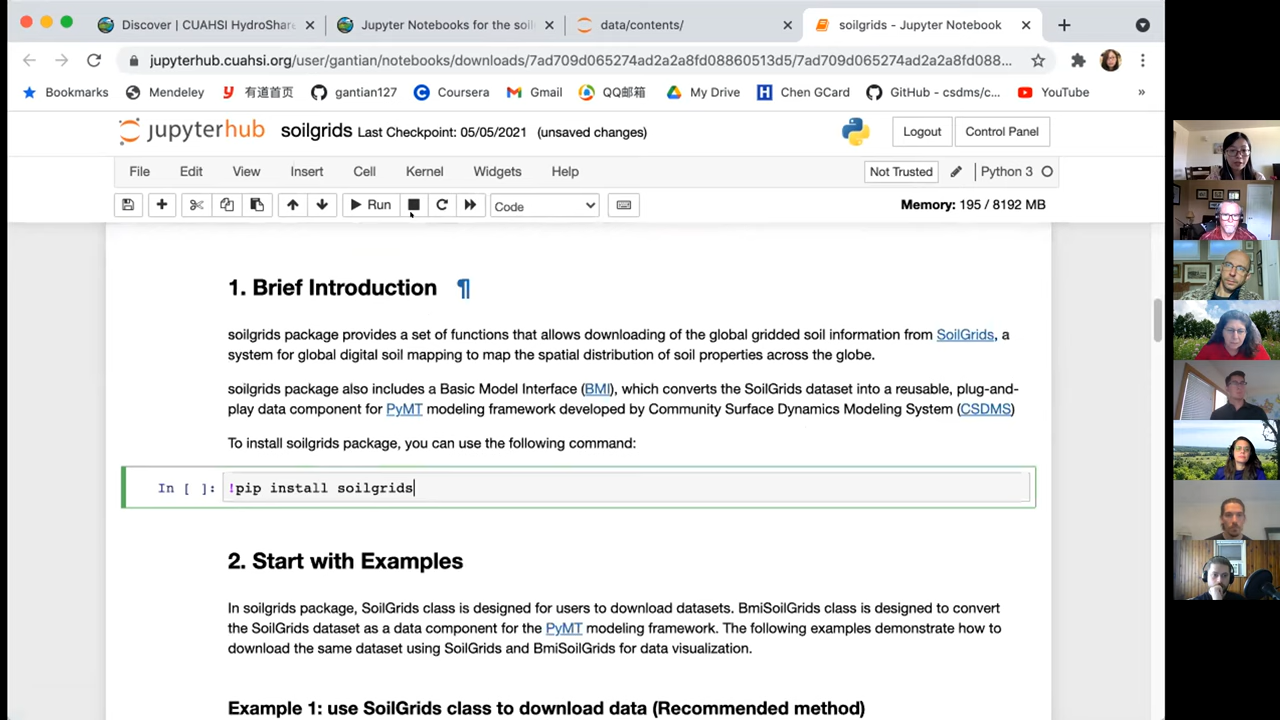 Discover | CUAHSI HydroShare
Jupyter Notebooks for the soil
data/contents/
soilgrids - Jupyter Notebook
jupyterhub.cuahsi.org/user/gantian/notebooks/downloads/7ad709d065274ad2a2a8fd08860513d5/7ad709d065274ad2a2a8fd088...
Bookmarks Mendeley 有道首页 gantian127 Coursera Gmail QQ邮箱 My Drive Chen GCard GitHub - csdms/c... YouTube »
jupyterhub soilgrids Last Checkpoint: 05/05/2021 (unsaved changes) Logout Control Panel
File Edit View Insert Cell Kernel Widgets Help Not Trusted Python 3
Run Code Memory: 195 / 8192 MB
1. Brief Introduction ¶
soilgrids package provides a set of functions that allows downloading of the global gridded soil information from SoilGrids, a
system for global digital soil mapping to map the spatial distribution of soil properties across the globe.
soilgrids package also includes a Basic Model Interface (BMI), which converts the SoilGrids dataset into a reusable, plug-and-
play data component for PyMT modeling framework developed by Community Surface Dynamics Modeling System (CSDMS)
To install soilgrids package, you can use the following command:
In [ ]: !pip install soilgrids
2. Start with Examples
In soilgrids package, SoilGrids class is designed for users to download datasets. BmiSoilGrids class is designed to convert
the SoilGrids dataset as a data component for the PyMT modeling framework. The following examples demonstrate how to
download the same dataset using SoilGrids and BmiSoilGrids for data visualization.
Example 1: use SoilGrids class to download data (Recommended method)